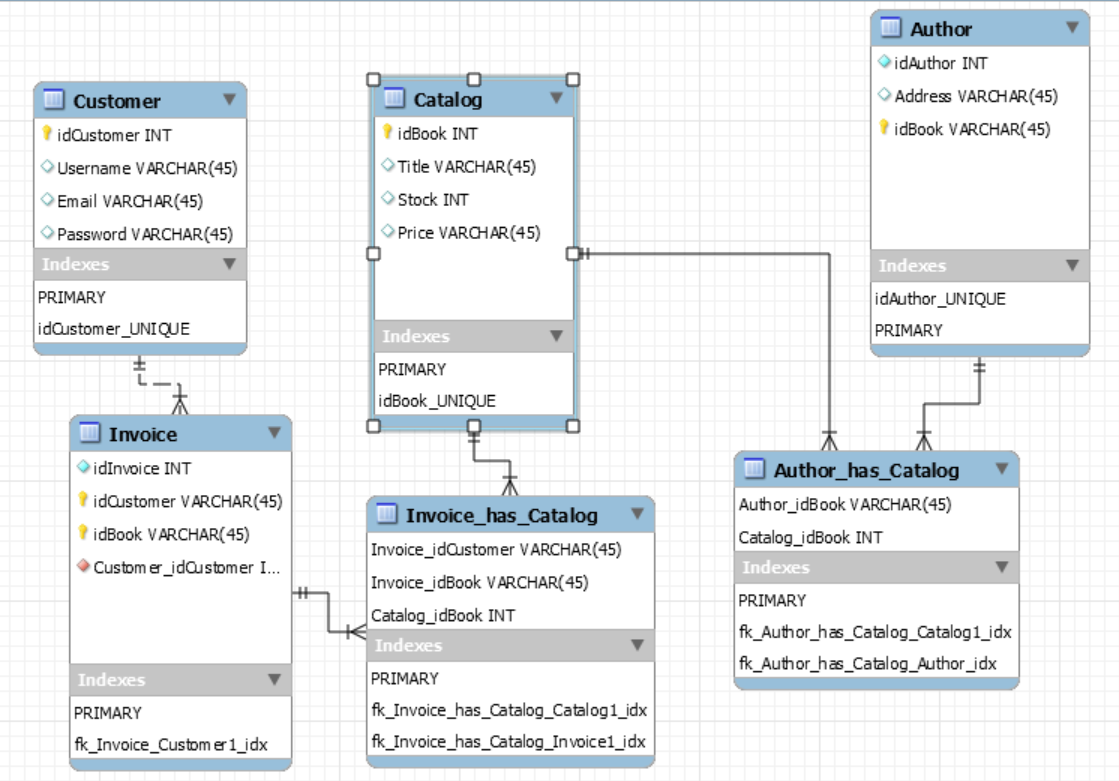 Customer
idCustomer INT
Username VARCHAR(45)
Email VARCHAR(45)
Password VARCHAR(45)
Indexes
PRIMARY
idCustomer_UNIQUE
Catalog
idBook INT
Title VARCHAR(45)
Stock INT
Price VARCHAR(45)
Indexes
PRIMARY
idBook_UNIQUE
Author
idAuthor INT
Address VARCHAR(45)
idBook VARCHAR(45)
Indexes
idAuthor_UNIQUE
PRIMARY
Invoice
idInvoice INT
idCustomer VARCHAR(45)
idBook VARCHAR(45)
Customer_idCustomer I...
Indexes
PRIMARY
fk_Invoice_Customer1_idx
Invoice_has_Catalog
Invoice_idCustomer VARCHAR(45)
Invoice_idBook VARCHAR(45)
Catalog_idBook INT
Indexes
PRIMARY
fk_Invoice_has_Catalog_Catalog1_idx
fk_Invoice_has_Catalog_Invoice1_idx
Author_has_Catalog
Author_idBook VARCHAR(45)
Catalog_idBook INT
Indexes
PRIMARY
fk_Author_has_Catalog_Catalog1_idx
fk_Author_has_Catalog_Author_idx